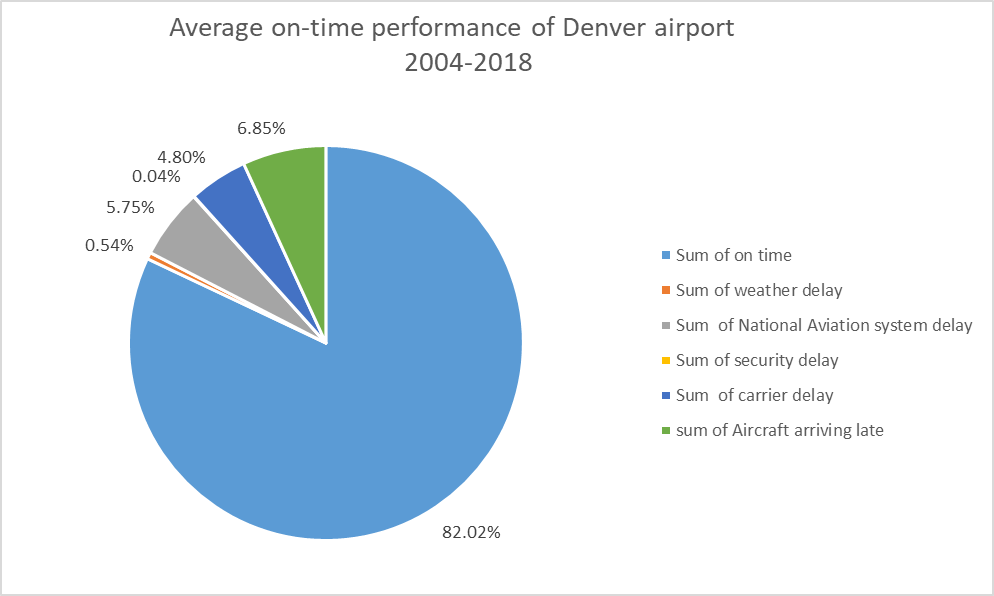 Average on-time performance of Denver airport
2004-2018
6.85%
4.80%
0.04%
5.75%
0.54%
82.02%
Sum of on time
Sum of weather delay
Sum  of National Aviation system delay
Sum of security delay
Sum  of carrier delay
sum of Aircraft arriving late